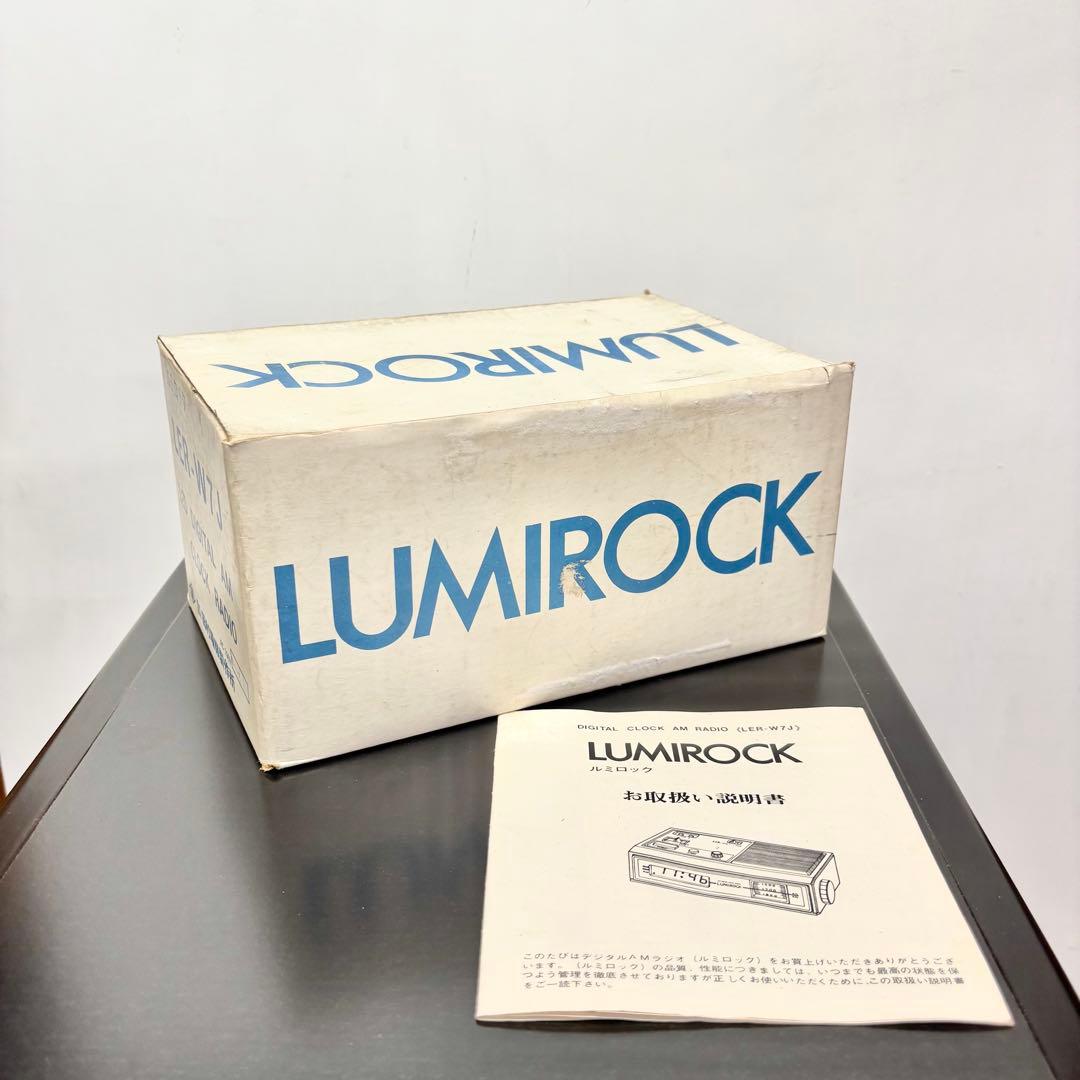 LUMIROCK
LUMIROCK
LER-W7J
DIGITAL AM
CLOCK RADIO
DIGITAL CLOCK AM RADIO 《LER-W7J》
LUMIROCK
ルミロック
お取扱い説明書
11:46
このたびはデジタルAMラジオ（ルミロック）をお買上げいただきありがとうござ
います。（ルミロック）の品質、性能につきましては、いつまでも最高の状態を保
つよう管理を徹底させておりますが正しくお使いいただくために、この取扱い説明書
をご一読下さい。